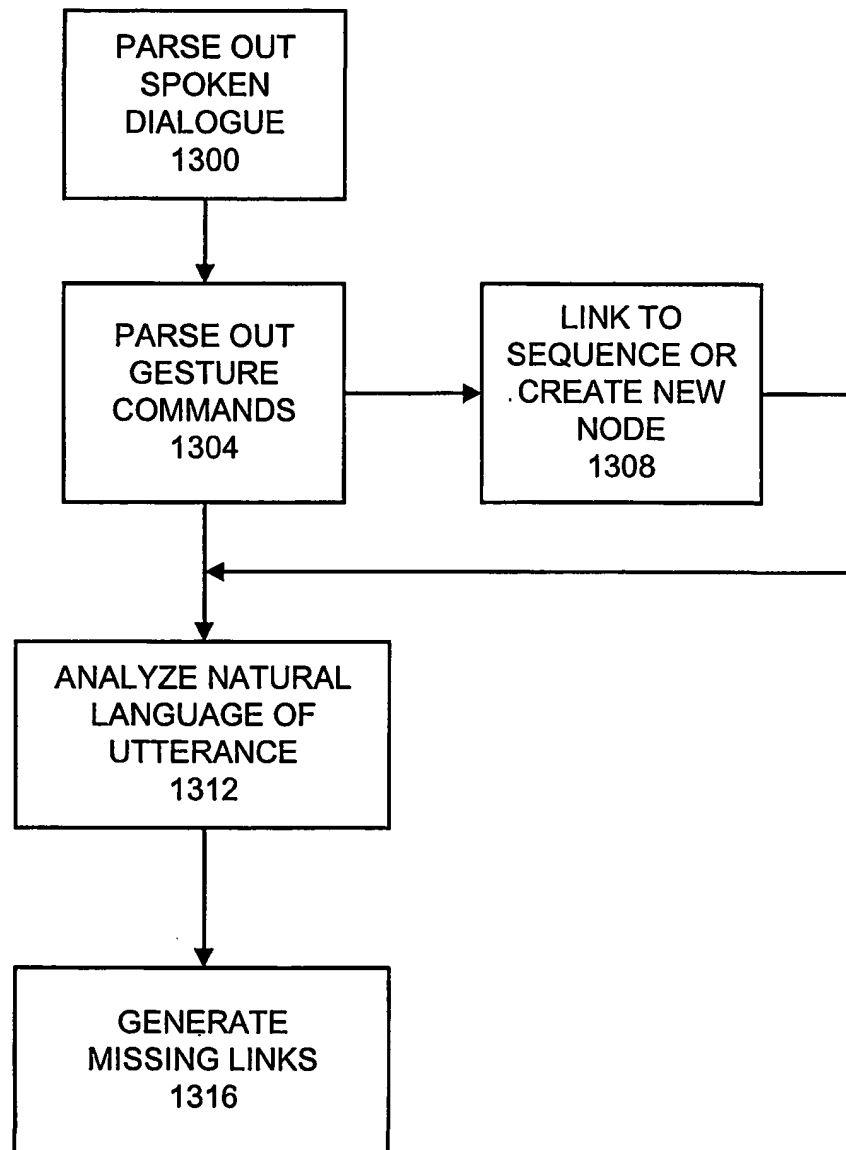 PARSE OUT
SPOKEN
DIALOGUE
1300
PARSE OUT
GESTURE
COMMANDS
1304
LINK TO
SEQUENCE OR
CREATE NEW
NODE
1308
ANALYZE NATURAL
LANGUAGE OF
UTTERANCE
1312
GENERATE
MISSING LINKS
1316